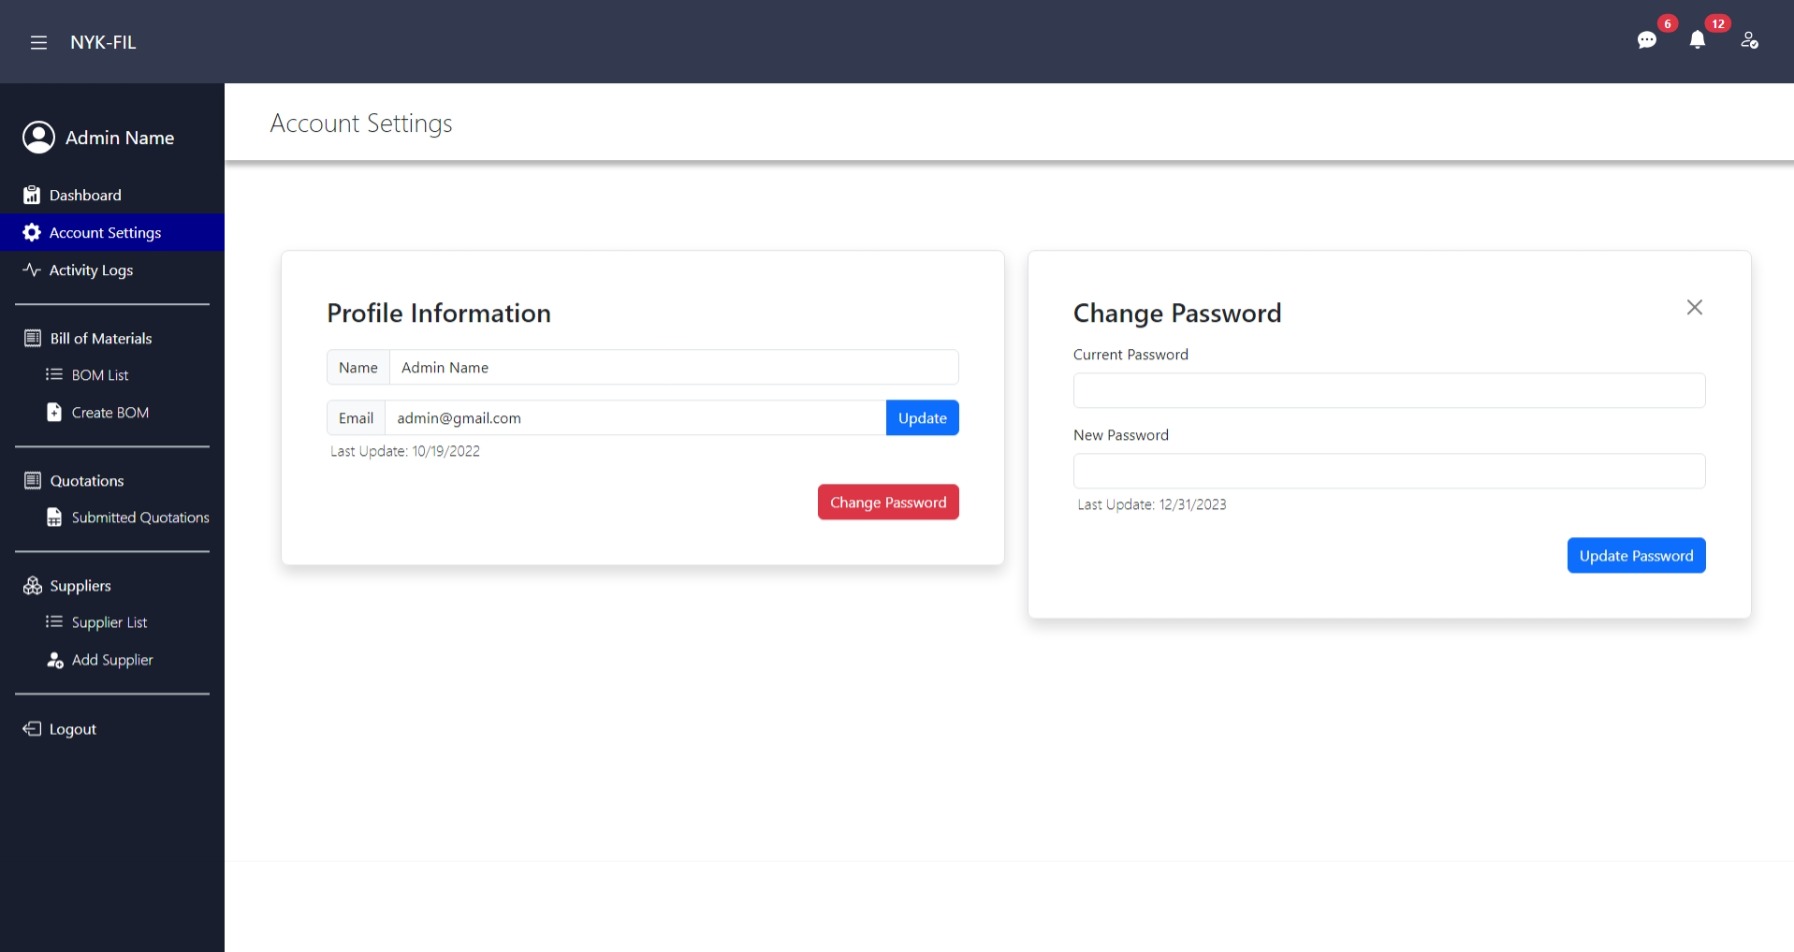 NYK-FIL
6
12
Admin Name
Dashboard
Account Settings
Activity Logs
Bill of Materials
BOM List
Create BOM
Quotations
Submitted Quotations
Suppliers
Supplier List
Add Supplier
Logout
Account Settings
Profile Information
Name Admin Name
Email admin@gmail.com Update
Last Update: 10/19/2022
Change Password
Change Password
Current Password
New Password
Last Update: 12/31/2023
Update Password